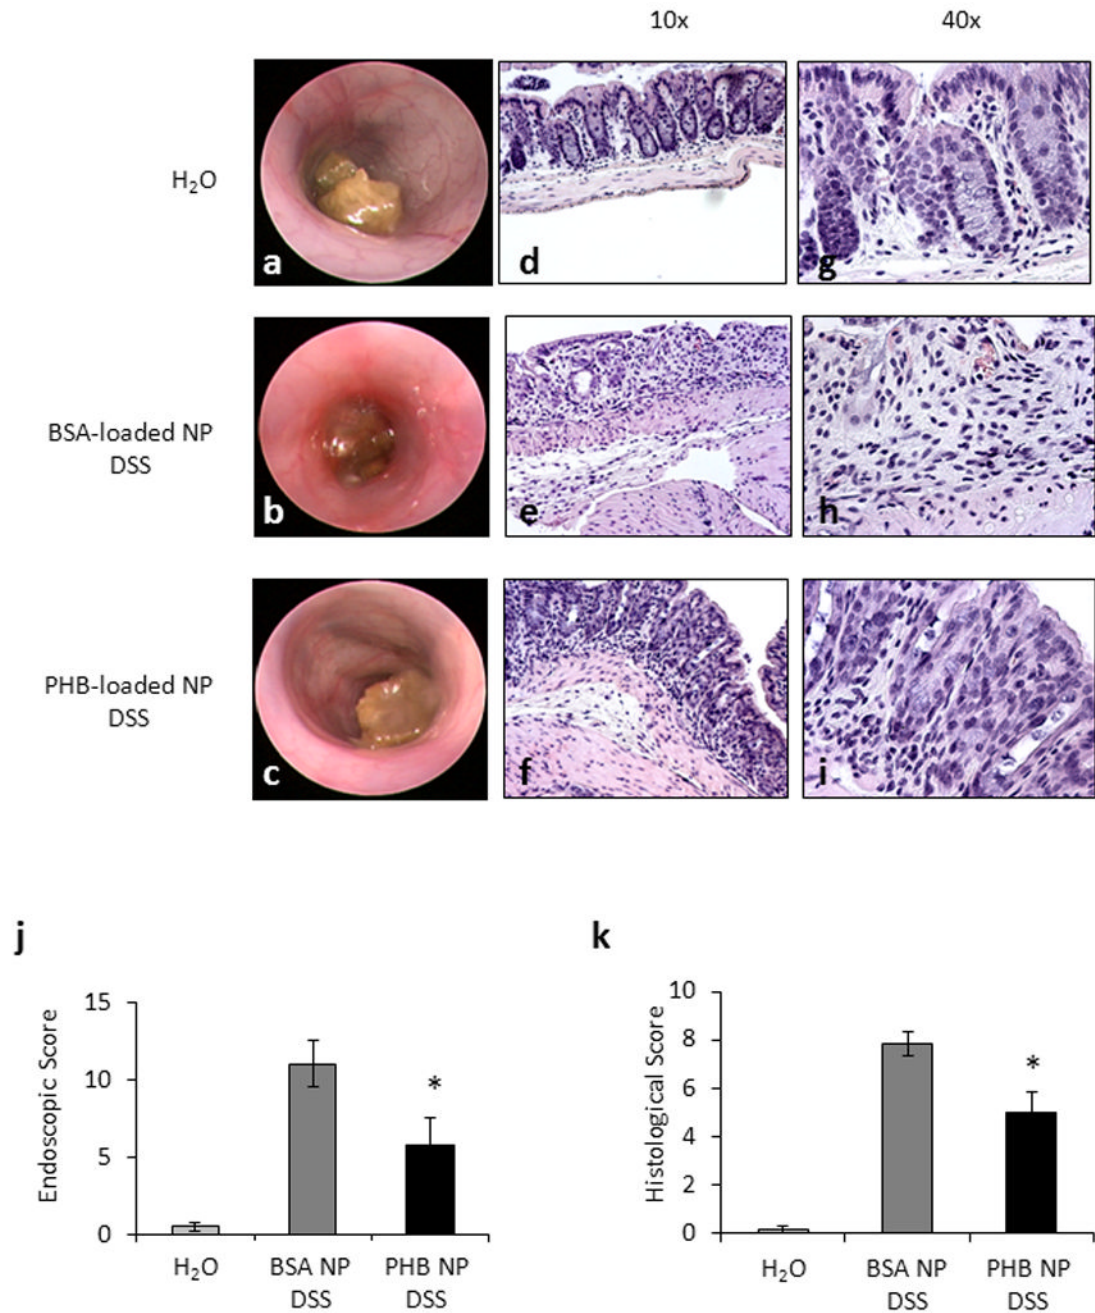 10x 40x
H₂O
a d g
BSA-loaded NP
DSS
b e h
PHB-loaded NP
DSS
c f i
j k
Endoscopic Score
15
10
5
0
*
H₂O BSA NP PHB NP
DSS DSS
Histological Score
10
8
6
4
2
0
*
H₂O BSA NP PHB NP
DSS DSS